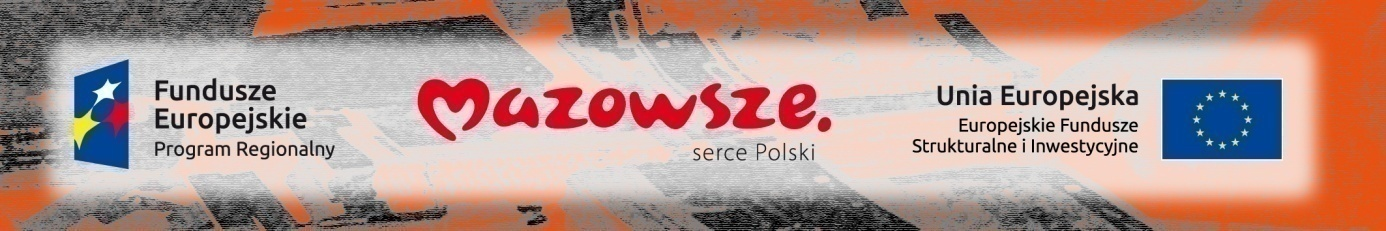 Fundusze
Europejskie
Program Regionalny
Mazowsze.
serce Polski
Unia Europejska
Europejskie Fundusze
Strukturalne i Inwestycyjne